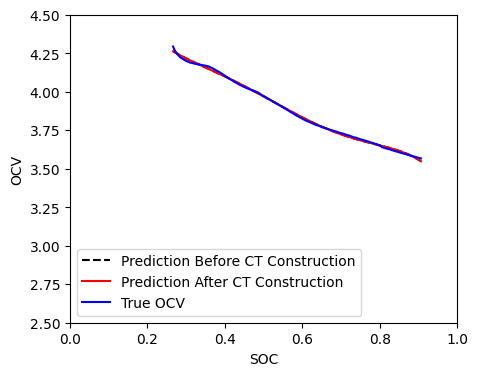 4.50
4.25
4.00
3.75
3.50
3.25
3.00
2.75
2.50
OCV
Prediction Before CT Construction
Prediction After CT Construction
True OCV
0.0 0.2 0.4 0.6 0.8 1.0
SOC